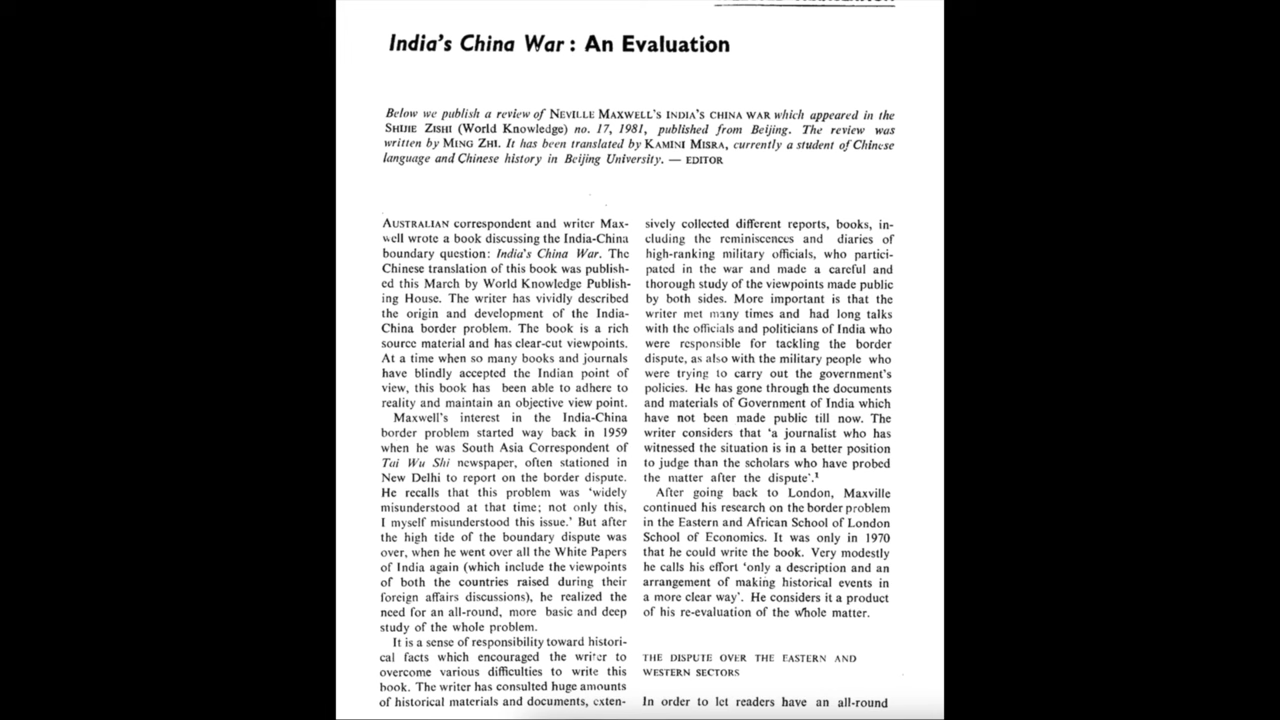 India's China War : An Evaluation
Below we publish a review of NEVILLE MAXWELL'S INDIA'S CHINA WAR which appeared in the
SHIJIE ZISHI (World Knowledge) no. 17, 1981, published from Beijing. The review was
written by MING ZHI. It has been translated by KAMINI MISRA, currently a student of Chinese
language and Chinese history in Beijing University. — EDITOR
AUSTRALIAN correspondent and writer Max-
well wrote a book discussing the India-China
boundary question: India's China War. The
Chinese translation of this book was publish-
ed this March by World Knowledge Publish-
ing House. The writer has vividly described
the origin and development of the India-
China border problem. The book is a rich
source material and has clear-cut viewpoints.
At a time when so many books and journals
have blindly accepted the Indian point of
view, this book has been able to adhere to
reality and maintain an objective view point.
Maxwell's interest in the India-China
border problem started way back in 1959
when he was South Asia Correspondent of
Tai Wu Shi newspaper, often stationed in
New Delhi to report on the border dispute.
He recalls that this problem was 'widely
misunderstood at that time; not only this,
I myself misunderstood this issue.' But after
the high tide of the boundary dispute was
over, when he went over all the White Papers
of India again (which include the viewpoints
of both the countries raised during their
foreign affairs discussions), he realized the
need for an all-round, more basic and deep
study of the whole problem.
It is a sense of responsibility toward histori-
cal facts which encouraged the writer to
overcome various difficulties to write this
book. The writer has consulted huge amounts
of historical materials and documents, exten-
sively collected different reports, books, in-
cluding the reminiscences and diaries of
high-ranking military officials, who partici-
pated in the war and made a careful and
thorough study of the viewpoints made public
by both sides. More important is that the
writer met many times and had long talks
with the officials and politicians of India who
were responsible for tackling the border
dispute, as also with the military people who
were trying to carry out the government's
policies. He has gone through the documents
and materials of Government of India which
have not been made public till now. The
writer considers that 'a journalist who has
witnessed the situation is in a better position
to judge than the scholars who have probed
the matter after the dispute'.¹
After going back to London, Maxville
continued his research on the border problem
in the Eastern and African School of London
School of Economics. It was only in 1970
that he could write the book. Very modestly
he calls his effort 'only a description and an
arrangement of making historical events in
a more clear way'. He considers it a product
of his re-evaluation of the whole matter.
THE DISPUTE OVER THE EASTERN AND
WESTERN SECTORS
In order to let readers have an all-round